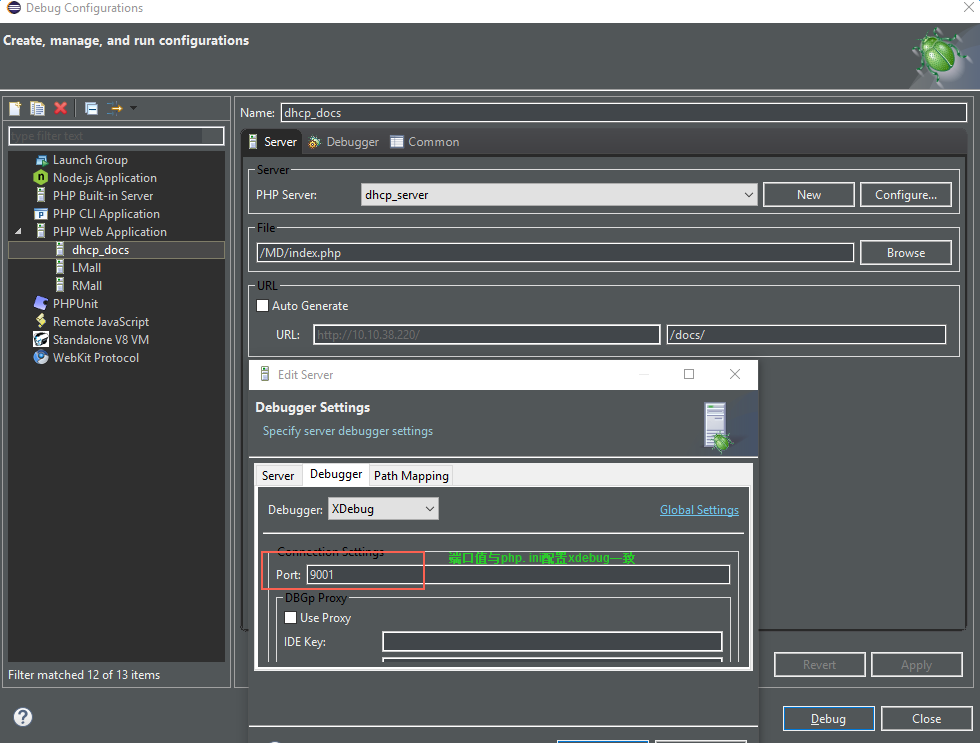 Debug Configurations
Create, manage, and run configurations
type filter text
Launch Group
Node.js Application
PHP Built-in Server
PHP CLI Application
PHP Web Application
dhcp_docs
LMall
RMall
PHPUnit
Remote JavaScript
Standalone V8 VM
WebKit Protocol
Filter matched 12 of 13 items
Name: dhcp_docs
Server Debugger Common
Server
PHP Server: dhcp_server New Configure...
File
/MD/index.php Browse
URL
Auto Generate
URL: http://10.10.38.220/ /docs/
Edit Server
Debugger Settings
Specify server debugger settings
Server Debugger Path Mapping
Debugger: XDebug Global Settings
Connection Settings
端口值与php.ini配置xdebug一致
Port: 9001
DBGp Proxy
Use Proxy
IDE Key:
Revert Apply
Debug Close